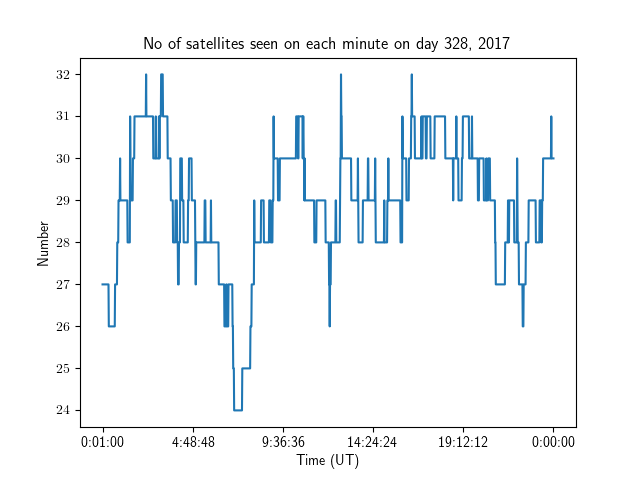 No of satellites seen on each minute on day 328, 2017
32
31
30
29
28
27
26
25
24
Number
0:01:00 4:48:48 9:36:36 14:24:24 19:12:12 0:00:00
Time (UT)